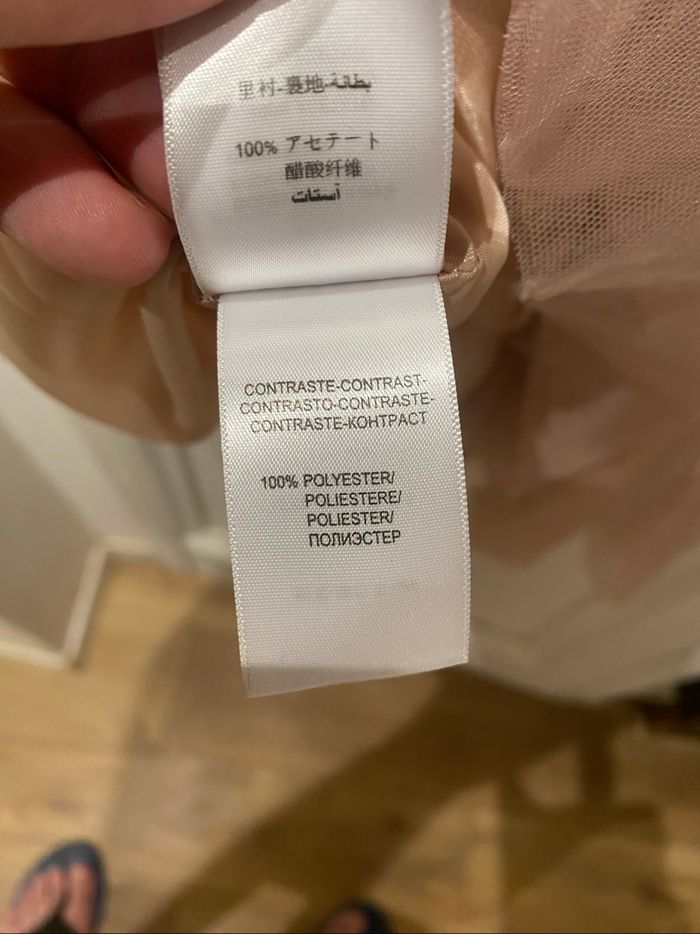 里衬-裏地-بطانة
100% アセテート
醋酸纤维
أستات
CONTRASTE-CONTRAST-
CONTRASTO-CONTRASTE-
CONTRASTE-КОНТРАСТ
100% POLYESTER/
POLIESTERE/
POLIESTER/
ПОЛИЭСТЕР